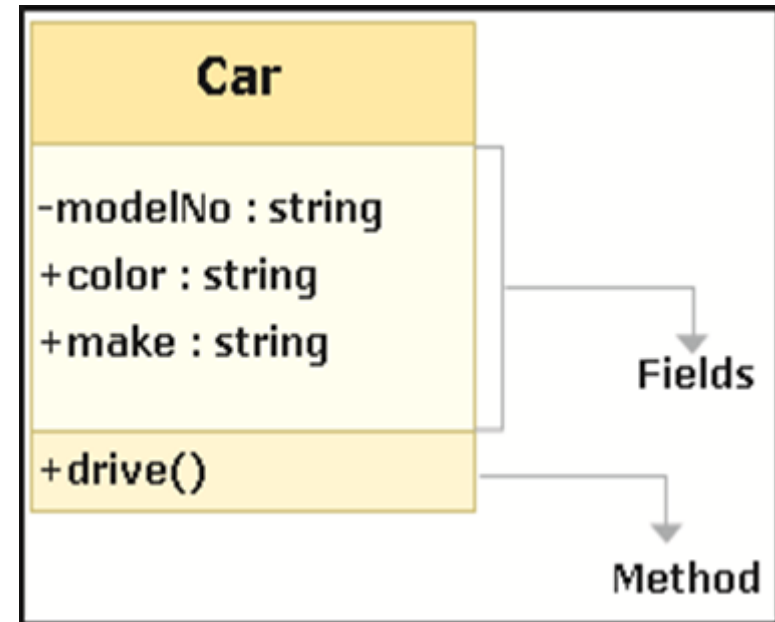 Car
-modelNo : string
+color : string
+make : string
Fields
+drive()
Method